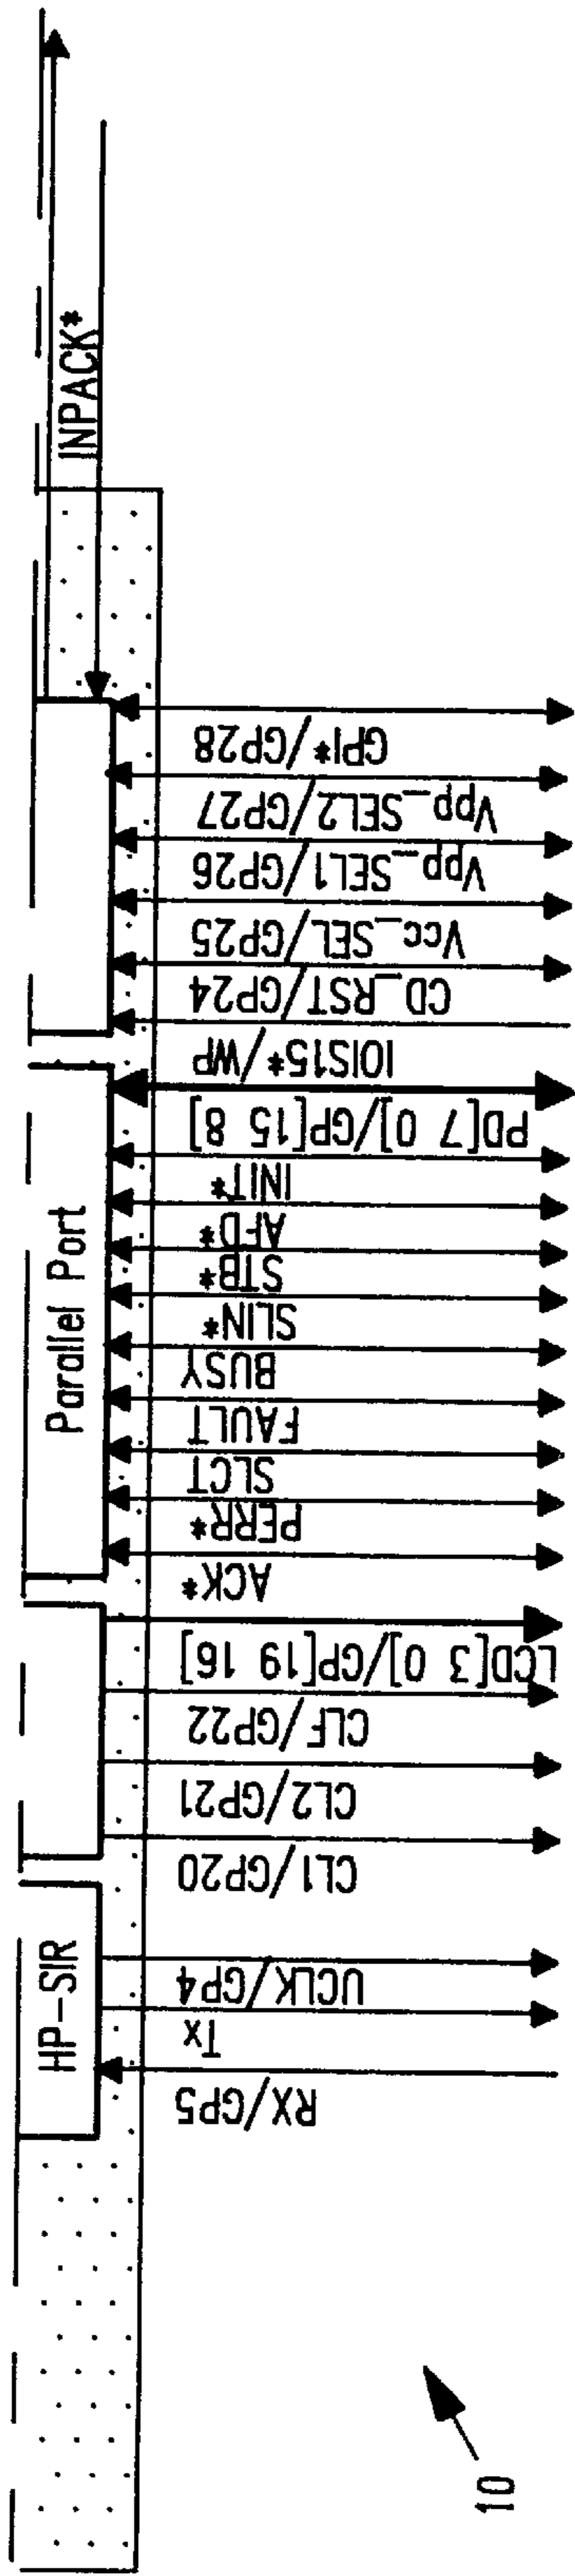 INPACK*
GPI*/GP28
Vpp_SEL2/GP27
Vpp_SEL1/GP26
Vcc_SEL/GP25
CD_RST/GP24
IOIS15*/WP
Parallel Port
PD[7 0]/GP[15 8]
INIT*
AFD*
STB*
SLIN*
BUSY
FAULT
SLCT
PERR*
ACK*
LCD[3 0]/GP[19 16]
CLF/GP22
CL2/GP21
CL1/GP20
HP-SIR
UCLK/GP4
Tx
RX/GP5
10